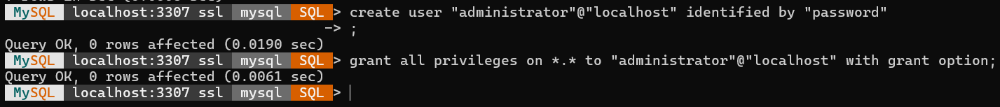 MySQL localhost:3307 ssl mysql SQL > create user "administrator"@"localhost" identified by "password"
-> ;
Query OK, 0 rows affected (0.0190 sec)
MySQL localhost:3307 ssl mysql SQL > grant all privileges on *.* to "administrator"@"localhost" with grant option;
Query OK, 0 rows affected (0.0061 sec)
MySQL localhost:3307 ssl mysql SQL >